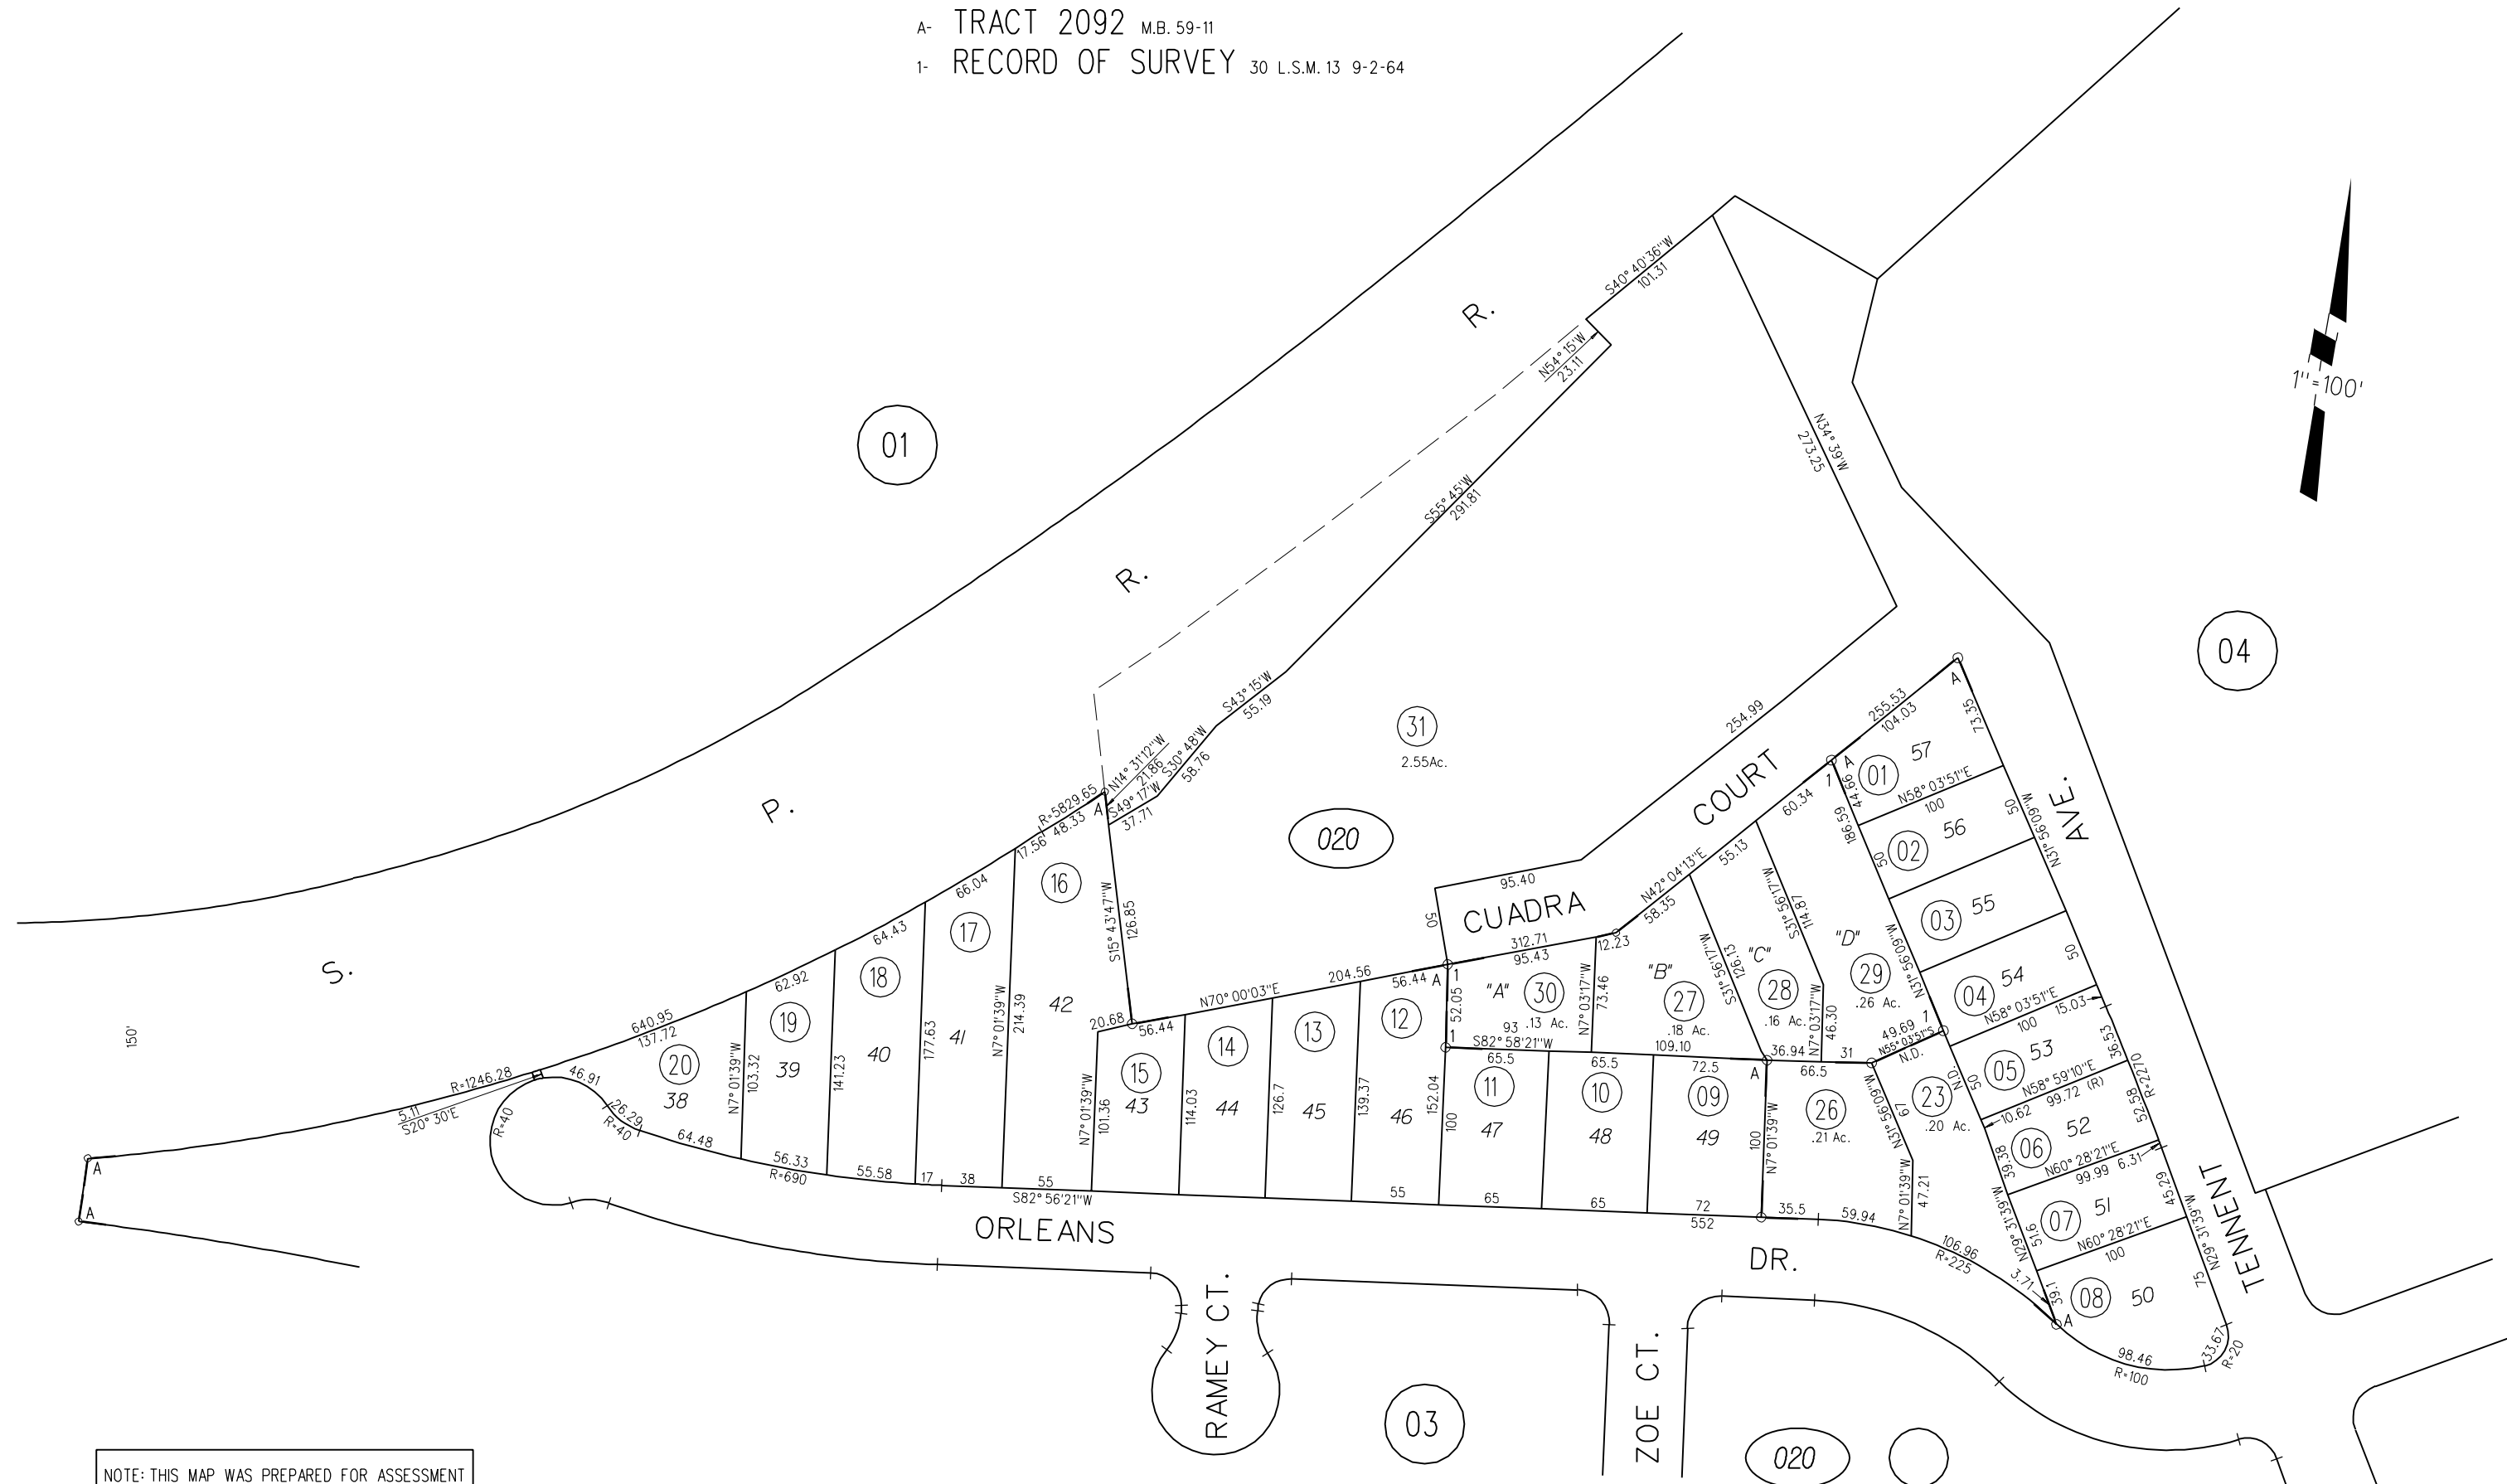 A- TRACT 2092 M.B. 59-11
1- RECORD OF SURVEY 30 L.S.M. 13 9-2-64
S. P. R. R.
01
1"=100'
04
S40° 40'36"W
101.31
N54° 15'W
23.11
N34° 39'W
273.25
S55° 45'W
291.81
S43° 15'W
55.19
S30° 48'W
58.76
N14° 31'12"W
21.86
S49° 17'W
37.71
31
2.55Ac.
020
254.99
95.40
50
CUADRA COURT
R=5829.65
48.33
A
17.56
66.04
64.43
62.92
640.95
137.72
R=1246.28
5.11
S20° 30'E
150'
A
A
R=40
46.91
26.29
R=40
64.48
20
38
N7° 01'39"W
103.32
19
39
56.33
R=690
141.23
18
40
55.58
177.63
17
41
17
38
N7° 01'39"W
214.39
16
42
55
S82° 56'21"W
S15° 43'47"W
126.85
20.68
56.44
N7° 01'39"W
101.36
15
43
114.03
14
44
N70° 00'03"E
126.7
13
45
204.56
139.37
12
46
56.44
A
55
152.04
100
52.05
1
1
312.71
95.43
12.23
"A"
30
.13 Ac.
93
S82° 58'21"W
65.5
11
47
65
N7° 03'17"W
73.46
65.5
10
48
65
109.10
72.5
09
49
72
552
A
N42° 04'13"E
58.35
55.13
60.34
"B"
27
.18 Ac.
S31° 56'17"W
126.13
"C"
28
.16 Ac.
S31° 56'17"W
114.87
N7° 03'17"W
46.30
"D"
29
.26 Ac.
36.94
31
66.5
49.69
1
N55° 03'51"S
N.D.
N.D.
N7° 01'39"W
100
26
.21 Ac.
35.5
59.94
N31° 56'09"W
67
N7° 01'39"W
47.21
23
.20 Ac.
106.96
R=225
3.71
255.53
104.03
A
A
1
73.35
44.66
186.59
01
57
N58° 03'51"E
100
50
50
02
56
N31° 56'09"W
03
55
N31° 56'09"W
50
04
54
N58° 03'51"E
100
15.03
36.53
50
05
53
N58° 59'10"E
99.72 (R)
10.62
R=2270
52.58
39.38
06
52
N60° 28'21"E
99.99
6.31
45.29
N29° 31'39"W
51.6
07
51
N60° 28'21"E
100
N29° 31'39"W
75
39.1
08
50
A
98.46
R=100
33.67
R=20
TENNENT AVE.
ORLEANS DR.
RAMEY CT.
ZOE CT.
03
020
NOTE: THIS MAP WAS PREPARED FOR ASSESSMENT